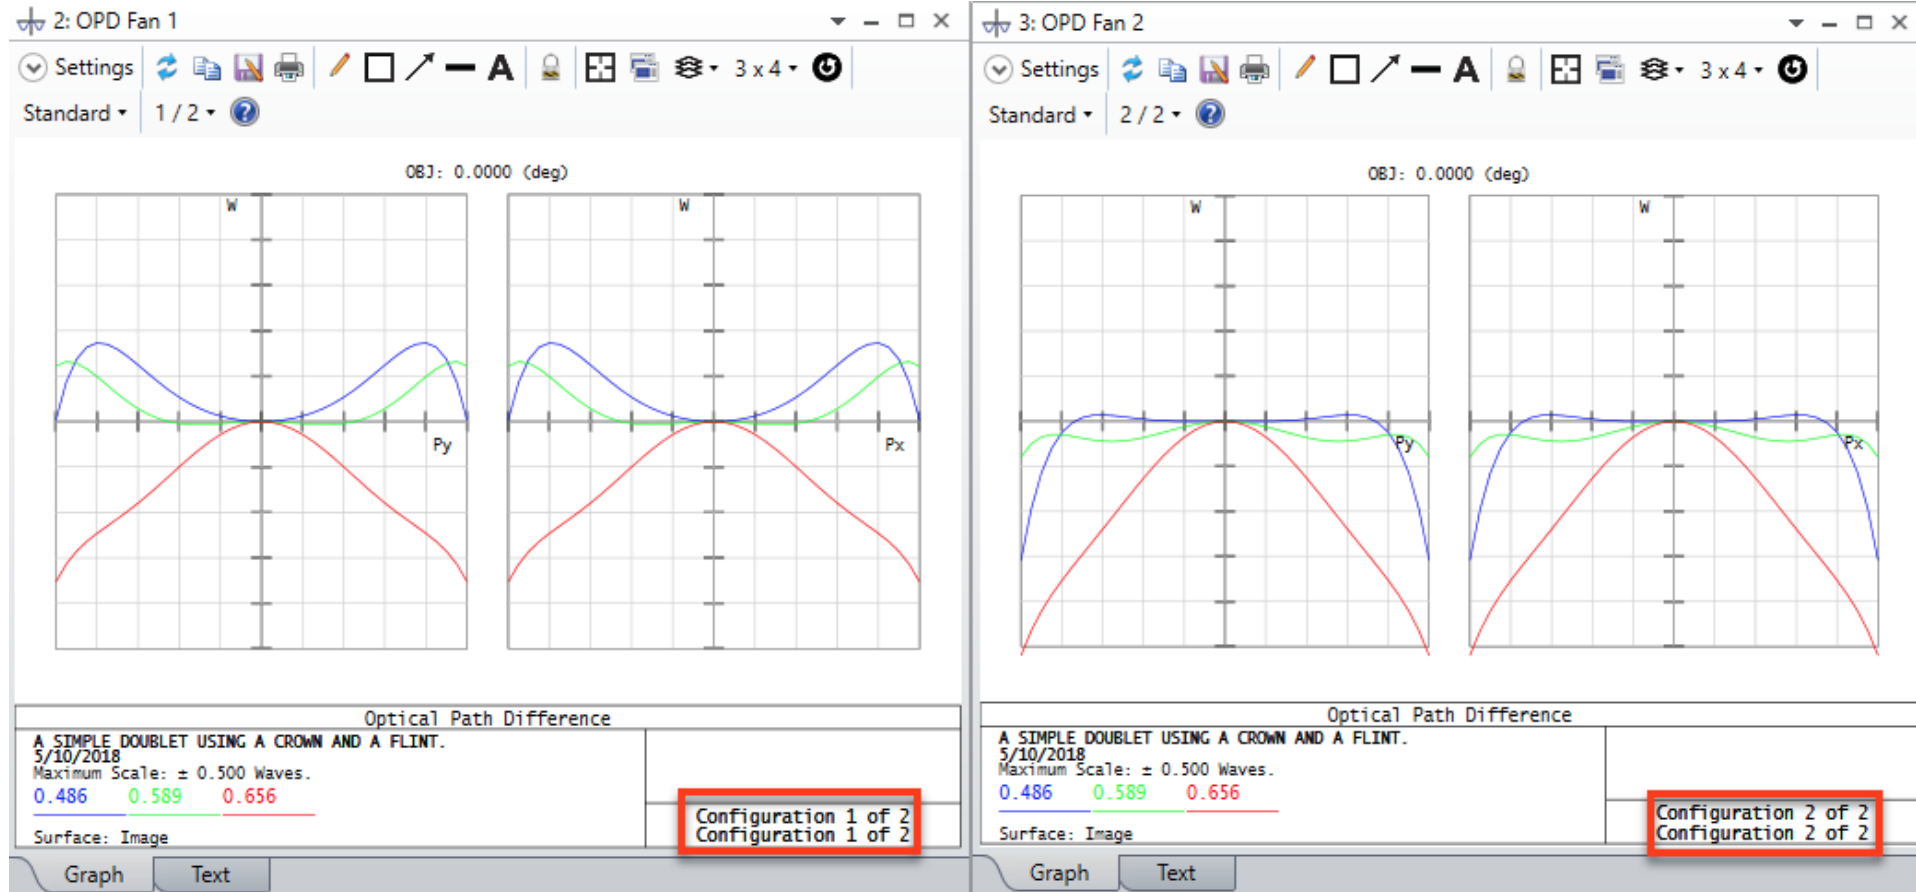 2: OPD Fan 1
Settings
A
3 x 4
Standard
1 / 2
?
OBJ: 0.0000 (deg)
W
W
Py
Px
Optical Path Difference
A SIMPLE DOUBLET USING A CROWN AND A FLINT.
5/10/2018
Maximum Scale: ± 0.500 Waves.
0.486 0.589 0.656
Surface: Image
Configuration 1 of 2
Configuration 1 of 2
Graph
Text
3: OPD Fan 2
Settings
A
3 x 4
Standard
2 / 2
?
OBJ: 0.0000 (deg)
W
W
Py
Px
Optical Path Difference
A SIMPLE DOUBLET USING A CROWN AND A FLINT.
5/10/2018
Maximum Scale: ± 0.500 Waves.
0.486 0.589 0.656
Surface: Image
Configuration 2 of 2
Configuration 2 of 2
Graph
Text